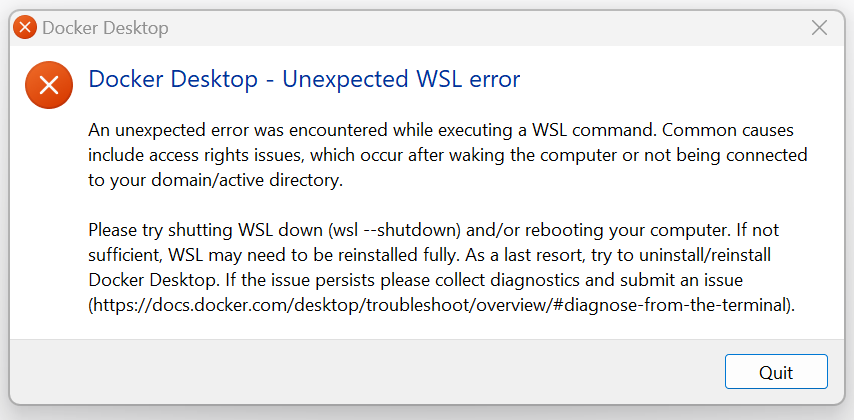 Docker Desktop
Docker Desktop - Unexpected WSL error
An unexpected error was encountered while executing a WSL command. Common causes
include access rights issues, which occur after waking the computer or not being connected
to your domain/active directory.
Please try shutting WSL down (wsl --shutdown) and/or rebooting your computer. If not
sufficient, WSL may need to be reinstalled fully. As a last resort, try to uninstall/reinstall
Docker Desktop. If the issue persists please collect diagnostics and submit an issue
(https://docs.docker.com/desktop/troubleshoot/overview/#diagnose-from-the-terminal).
Quit